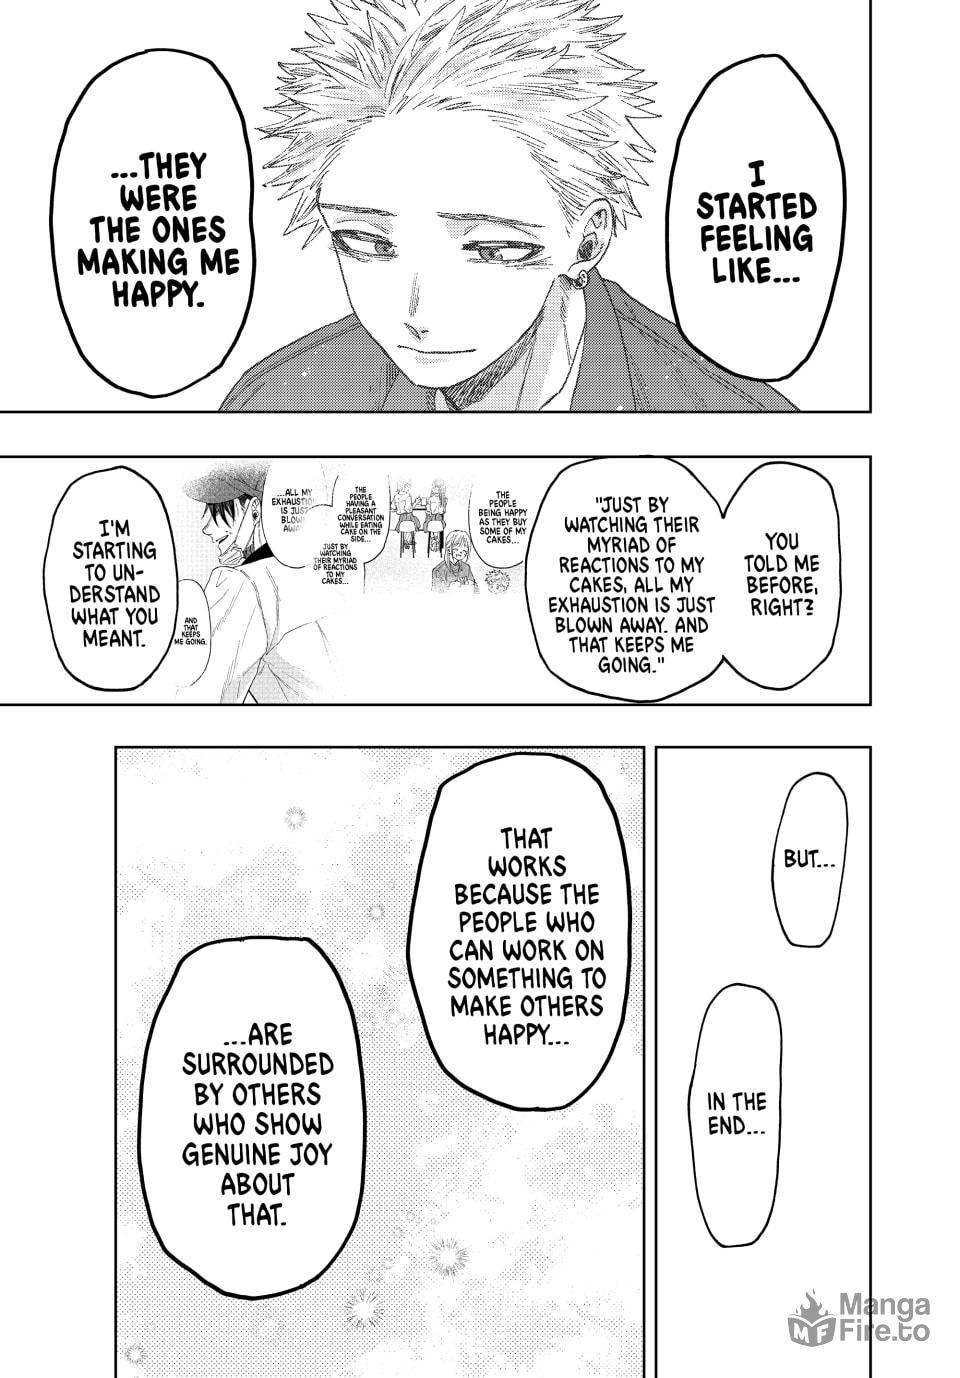 I
STARTED
FEELING
LIKE...
...THEY
WERE
THE ONES
MAKING ME
HAPPY.
YOU
TOLD ME
BEFORE,
RIGHT?
"JUST BY
WATCHING THEIR
MYRIAD OF
REACTIONS TO MY
CAKES, ALL MY
EXHAUSTION IS JUST
BLOWN AWAY. AND
THAT KEEPS ME
GOING."
THE
PEOPLE
BEING HAPPY
AS THEY BUY
SOME OF MY
CAKES...
THE
PEOPLE
HAVING A
PLEASANT
CONVERSATION
WHILE EATING
CAKE ON THE
SIDE...
JUST BY
WATCHING
THEIR MYRIAD
OF REACTIONS
TO MY
CAKES...
...ALL MY
EXHAUSTION
IS JUST
BLOWN
AWAY.
AND
THAT
KEEPS
ME GOING.
I'M
STARTING
TO UN-
DERSTAND
WHAT YOU
MEANT.
BUT...
IN THE
END...
THAT
WORKS
BECAUSE THE
PEOPLE WHO
CAN WORK ON
SOMETHING TO
MAKE OTHERS
HAPPY...
...ARE
SURROUNDED
BY OTHERS
WHO SHOW
GENUINE JOY
ABOUT
THAT.
MF
Manga
Fire.to